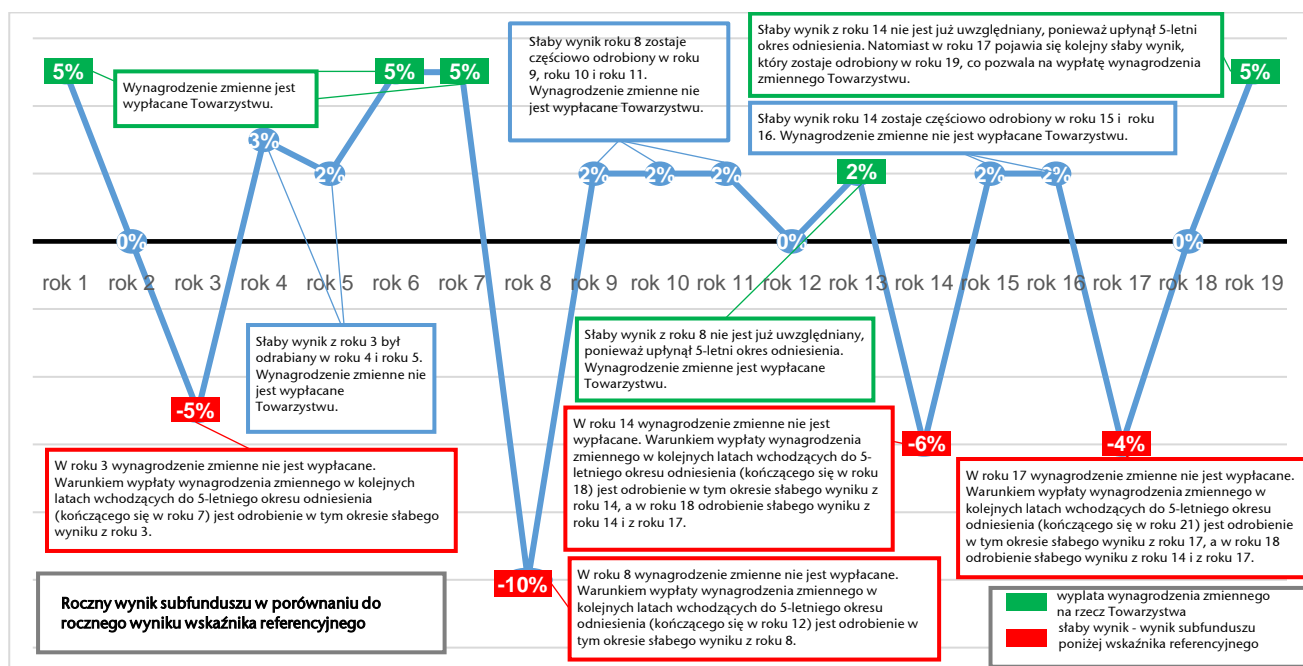 5%
Wynagrodzenie zmienne jest
wypłacane Towarzystwu.
5%
5%
Słaby wynik roku 8 zostaje
częściowo odrobiony w roku
9, roku 10 i roku 11.
Wynagrodzenie zmienne nie
jest wypłacane Towarzystwu.
Słaby wynik z roku 14 nie jest już uwzględniany, ponieważ upłynął 5-letni
okres odniesienia. Natomiast w roku 17 pojawia się kolejny słaby wynik,
który zostaje odrobiony w roku 19, co pozwala na wypłatę wynagrodzenia
zmiennego Towarzystwu.
5%
Słaby wynik roku 14 zostaje częściowo odrobiony w roku 15 i roku
16. Wynagrodzenie zmienne nie jest wypłacane Towarzystwu.
3%
2%
2%
2%
2%
2%
2%
2%
0%
0%
0%
rok 1
rok 2
rok 3
rok 4
rok 5
rok 6
rok 7
rok 8
rok 9
rok 10
rok 11
rok 12
rok 13
rok 14
rok 15
rok 16
rok 17
rok 18
rok 19
Słaby wynik z roku 3 był
odrabiany w roku 4 i roku 5.
Wynagrodzenie zmienne nie
jest wypłacane
Towarzystwu.
Słaby wynik z roku 8 nie jest już uwzględniany,
ponieważ upłynął 5-letni okres odniesienia.
Wynagrodzenie zmienne jest wypłacane
Towarzystwu.
-5%
W roku 3 wynagrodzenie zmienne nie jest wypłacane.
Warunkiem wypłaty wynagrodzenia zmiennego w kolejnych
latach wchodzących do 5-letniego okresu odniesienia
(kończącego się w roku 7) jest odrobienie w tym okresie słabego
wyniku z roku 3.
W roku 14 wynagrodzenie zmienne nie jest
wypłacane. Warunkiem wypłaty wynagrodzenia
zmiennego w kolejnych latach wchodzących do 5-
letniego okresu odniesienia (kończącego się w roku
18) jest odrobienie w tym okresie słabego wyniku z
roku 14, a w roku 18 odrobienie słabego wyniku z
roku 14 i z roku 17.
-6%
-4%
W roku 17 wynagrodzenie zmienne nie jest wypłacane.
Warunkiem wypłaty wynagrodzenia zmiennego w
kolejnych latach wchodzących do 5-letniego okresu
odniesienia (kończącego się w roku 21) jest odrobienie
w tym okresie słabego wyniku z roku 17, a w roku 18
odrobienie słabego wyniku z roku 14 i z roku 17.
-10%
W roku 8 wynagrodzenie zmienne nie jest wypłacane.
Warunkiem wypłaty wynagrodzenia zmiennego w
kolejnych latach wchodzących do 5-letniego okresu
odniesienia (kończącego się w roku 12) jest odrobienie w
tym okresie słabego wyniku z roku 8.
Roczny wynik subfunduszu w porównaniu do
rocznego wyniku wskaźnika referencyjnego
wyplata wynagrodzenia zmiennego
na rzecz Towarzystwa
słaby wynik - wynik subfunduszu
poniżej wskaźnika referencyjnego